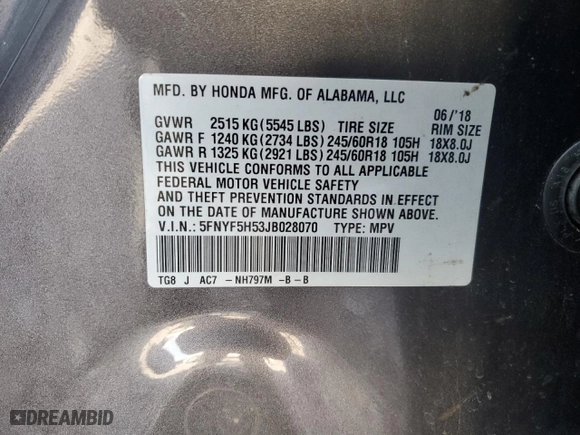 MFD. BY HONDA MFG. OF ALABAMA, LLC
06/'18
GVWR 2515 KG (5545 LBS) TIRE SIZE RIM SIZE
GAWR F 1240 KG (2734 LBS) 245/60R18 105H 18X8.0J
GAWR R 1325 KG (2921 LBS) 245/60R18 105H 18X8.0J
THIS VEHICLE CONFORMS TO ALL APPLICABLE
FEDERAL MOTOR VEHICLE SAFETY
AND THEFT PREVENTION STANDARDS IN EFFECT
ON THE DATE OF MANUFACTURE SHOWN ABOVE.
V.I.N.: 5FNYF5H53JB028070 TYPE: MPV
TG8 J AC7 -NH797M -B-B
DREAMBID